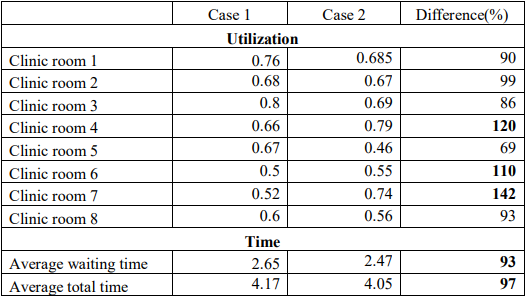 Case 1 Case 2 Difference(%)
Utilization
Clinic room 1 0.76 0.685 90
Clinic room 2 0.68 0.67 99
Clinic room 3 0.8 0.69 86
Clinic room 4 0.66 0.79 120
Clinic room 5 0.67 0.46 69
Clinic room 6 0.5 0.55 110
Clinic room 7 0.52 0.74 142
Clinic room 8 0.6 0.56 93
Time
Average waiting time 2.65 2.47 93
Average total time 4.17 4.05 97